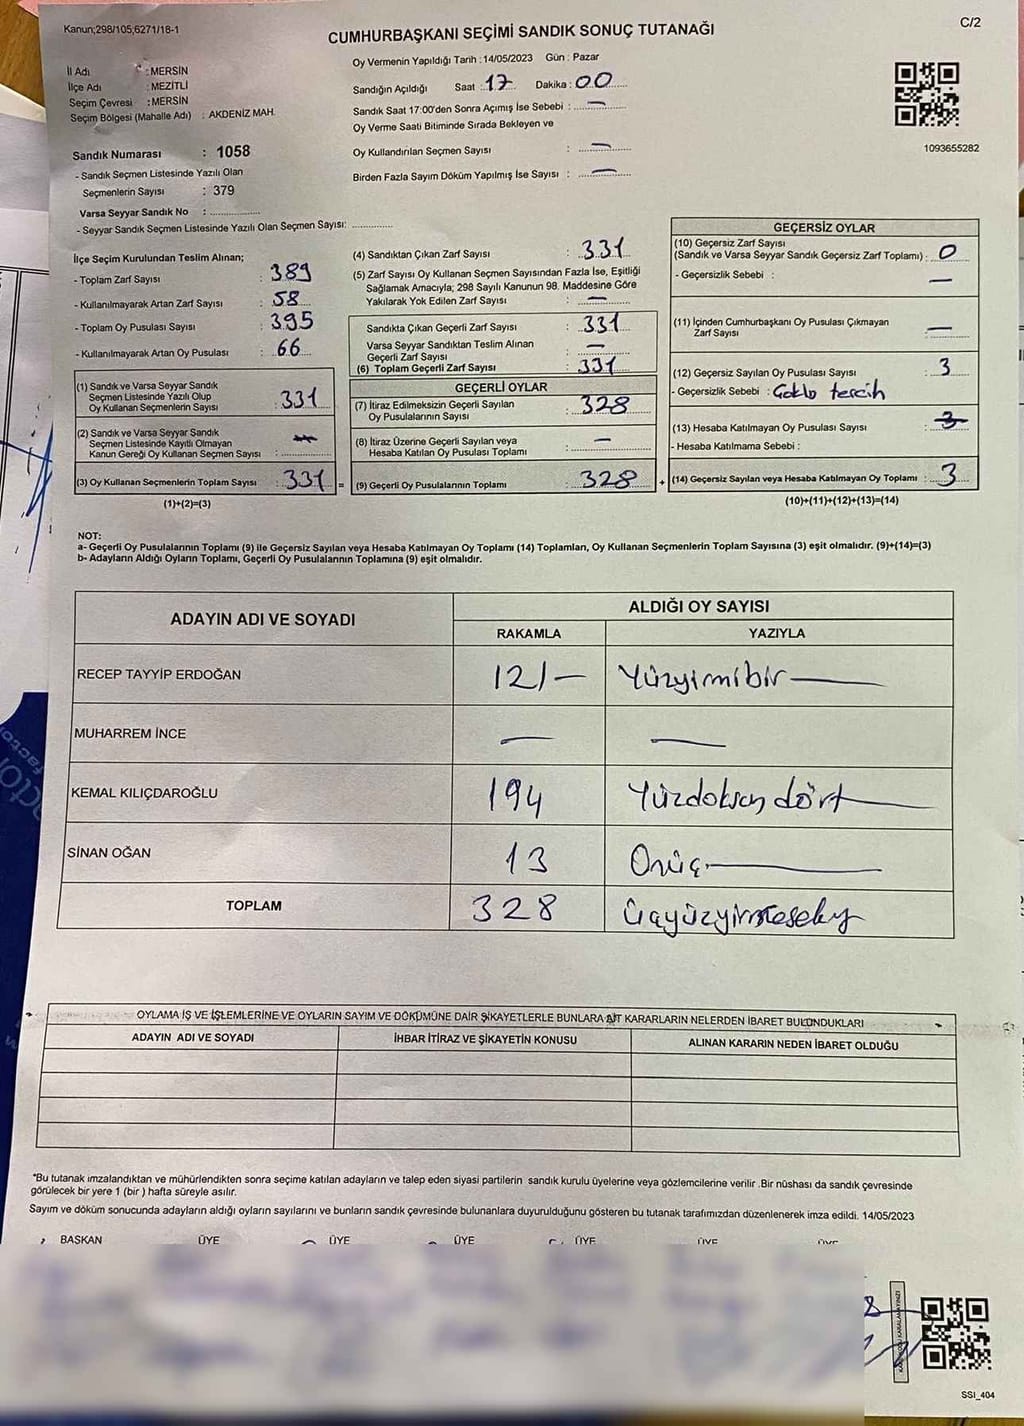 Kanun;298/105;6271/18-1
C/2
CUMHURBAŞKANI SEÇİMİ SANDIK SONUÇ TUTANAĞI
İl Adı : MERSİN
İlçe Adı : MEZİTLİ
Seçim Çevresi : MERSİN
Seçim Bölgesi (Mahalle Adı) : AKDENİZ MAH.
Sandık Numarası : 1058
- Sandık Seçmen Listesinde Yazılı Olan
Seçmenlerin Sayısı : 379
Varsa Seyyar Sandık No : ................
- Seyyar Sandık Seçmen Listesinde Yazılı Olan Seçmen Sayısı: .............
Oy Vermenin Yapıldığı Tarih : 14/05/2023 Gün : Pazar
Sandığın Açıldığı Saat : 17 Dakika : 00
Sandık Saat 17:00'den Sonra Açımış İse Sebebi : —
Oy Verme Saati Bitiminde Sırada Bekleyen ve
Oy Kullandırılan Seçmen Sayısı : —
Birden Fazla Sayım Döküm Yapılmış İse Sayısı : —
1093655282
İlçe Seçim Kurulundan Teslim Alınan;
- Toplam Zarf Sayısı : 389
- Kullanılmayarak Artan Zarf Sayısı : 58
- Toplam Oy Pusulası Sayısı : 395
- Kullanılmayarak Artan Oy Pusulası : 66
(1) Sandık ve Varsa Seyyar Sandık
Seçmen Listesinde Yazılı Olup
Oy Kullanan Seçmenlerin Sayısı : 331
(2) Sandık ve Varsa Seyyar Sandık
Seçmen Listesinde Kayıtlı Olmayan
Kanun Gereği Oy Kullanan Seçmen Sayısı :
(3) Oy Kullanan Seçmenlerin Toplam Sayısı : 331 =
(1)+(2)=(3)
(4) Sandıktan Çıkan Zarf Sayısı : 331
(5) Zarf Sayısı Oy Kullanan Seçmen Sayısından Fazla İse, Eşitliği
Sağlamak Amacıyla; 298 Sayılı Kanunun 98. Maddesine Göre
Yakılarak Yok Edilen Zarf Sayısı : —
Sandıkta Çıkan Geçerli Zarf Sayısı : 331
Varsa Seyyar Sandıktan Teslim Alınan
Geçerli Zarf Sayısı : —
(6) Toplam Geçerli Zarf Sayısı : 331
GEÇERLİ OYLAR
(7) İtiraz Edilmeksizin Geçerli Sayılan
Oy Pusulalarının Sayısı : 328
(8) İtiraz Üzerine Geçerli Sayılan veya
Hesaba Katılan Oy Pusulası Toplamı : —
(9) Geçerli Oy Pusulalarının Toplamı : 328 +
GEÇERSİZ OYLAR
(10) Geçersiz Zarf Sayısı
(Sandık ve Varsa Seyyar Sandık Geçersiz Zarf Toplamı) : 0
- Geçersizlik Sebebi : —
(11) İçinden Cumhurbaşkanı Oy Pusulası Çıkmayan
Zarf Sayısı : —
(12) Geçersiz Sayılan Oy Pusulası Sayısı : 3
- Geçersizlik Sebebi : Çoklo tercih
(13) Hesaba Katılmayan Oy Pusulası Sayısı : 3
- Hesaba Katılmama Sebebi :
(14) Geçersiz Sayılan veya Hesaba Katılmayan Oy Toplamı : 3
(10)+(11)+(12)+(13)=(14)
NOT:
a- Geçerli Oy Pusulalarının Toplamı (9) ile Geçersiz Sayılan veya Hesaba Katılmayan Oy Toplamı (14) Toplamları, Oy Kullanan Seçmenlerin Toplam Sayısına (3) eşit olmalıdır. (9)+(14)=(3)
b- Adayların Aldığı Oyların Toplamı, Geçerli Oy Pusulalarının Toplamına (9) eşit olmalıdır.
ADAYIN ADI VE SOYADI
ALDIĞI OY SAYISI
RAKAMLA YAZIYLA
RECEP TAYYİP ERDOĞAN 121— Yüzyirmibir—
MUHARREM İNCE — —
KEMAL KILIÇDAROĞLU 194 Yüzdoksan dört—
SİNAN OĞAN 13 Onüç—
TOPLAM 328 Üçyüzyirmisekiz
OYLAMA İŞ VE İŞLEMLERİNE VE OYLARIN SAYIM VE DÖKÜMÜNE DAİR ŞİKAYETLERLE BUNLARA AİT KARARLARIN NELERDEN İBARET BULUNDUKLARI
ADAYIN ADI VE SOYADI İHBAR İTİRAZ VE ŞİKAYETİN KONUSU ALINAN KARARIN NEDEN İBARET OLDUĞU
"Bu tutanak imzalandıktan ve mühürlendikten sonra seçime katılan adayların ve talep eden siyasi partilerin sandık kurulu üyelerine veya gözlemcilerine verilir .Bir nüshası da sandık çevresinde
görülecek bir yere 1 (bir ) hafta süreyle asılır.
Sayım ve döküm sonucunda adayların aldığı oyların sayılarını ve bunların sandık çevresinde bulunanlara duyurulduğunu gösteren bu tutanak tarafımızdan düzenlenerek imza edildi. 14/05/2023
BAŞKAN ÜYE ÜYE ÜYE ÜYE ÜYE ÜYE
SSI_404